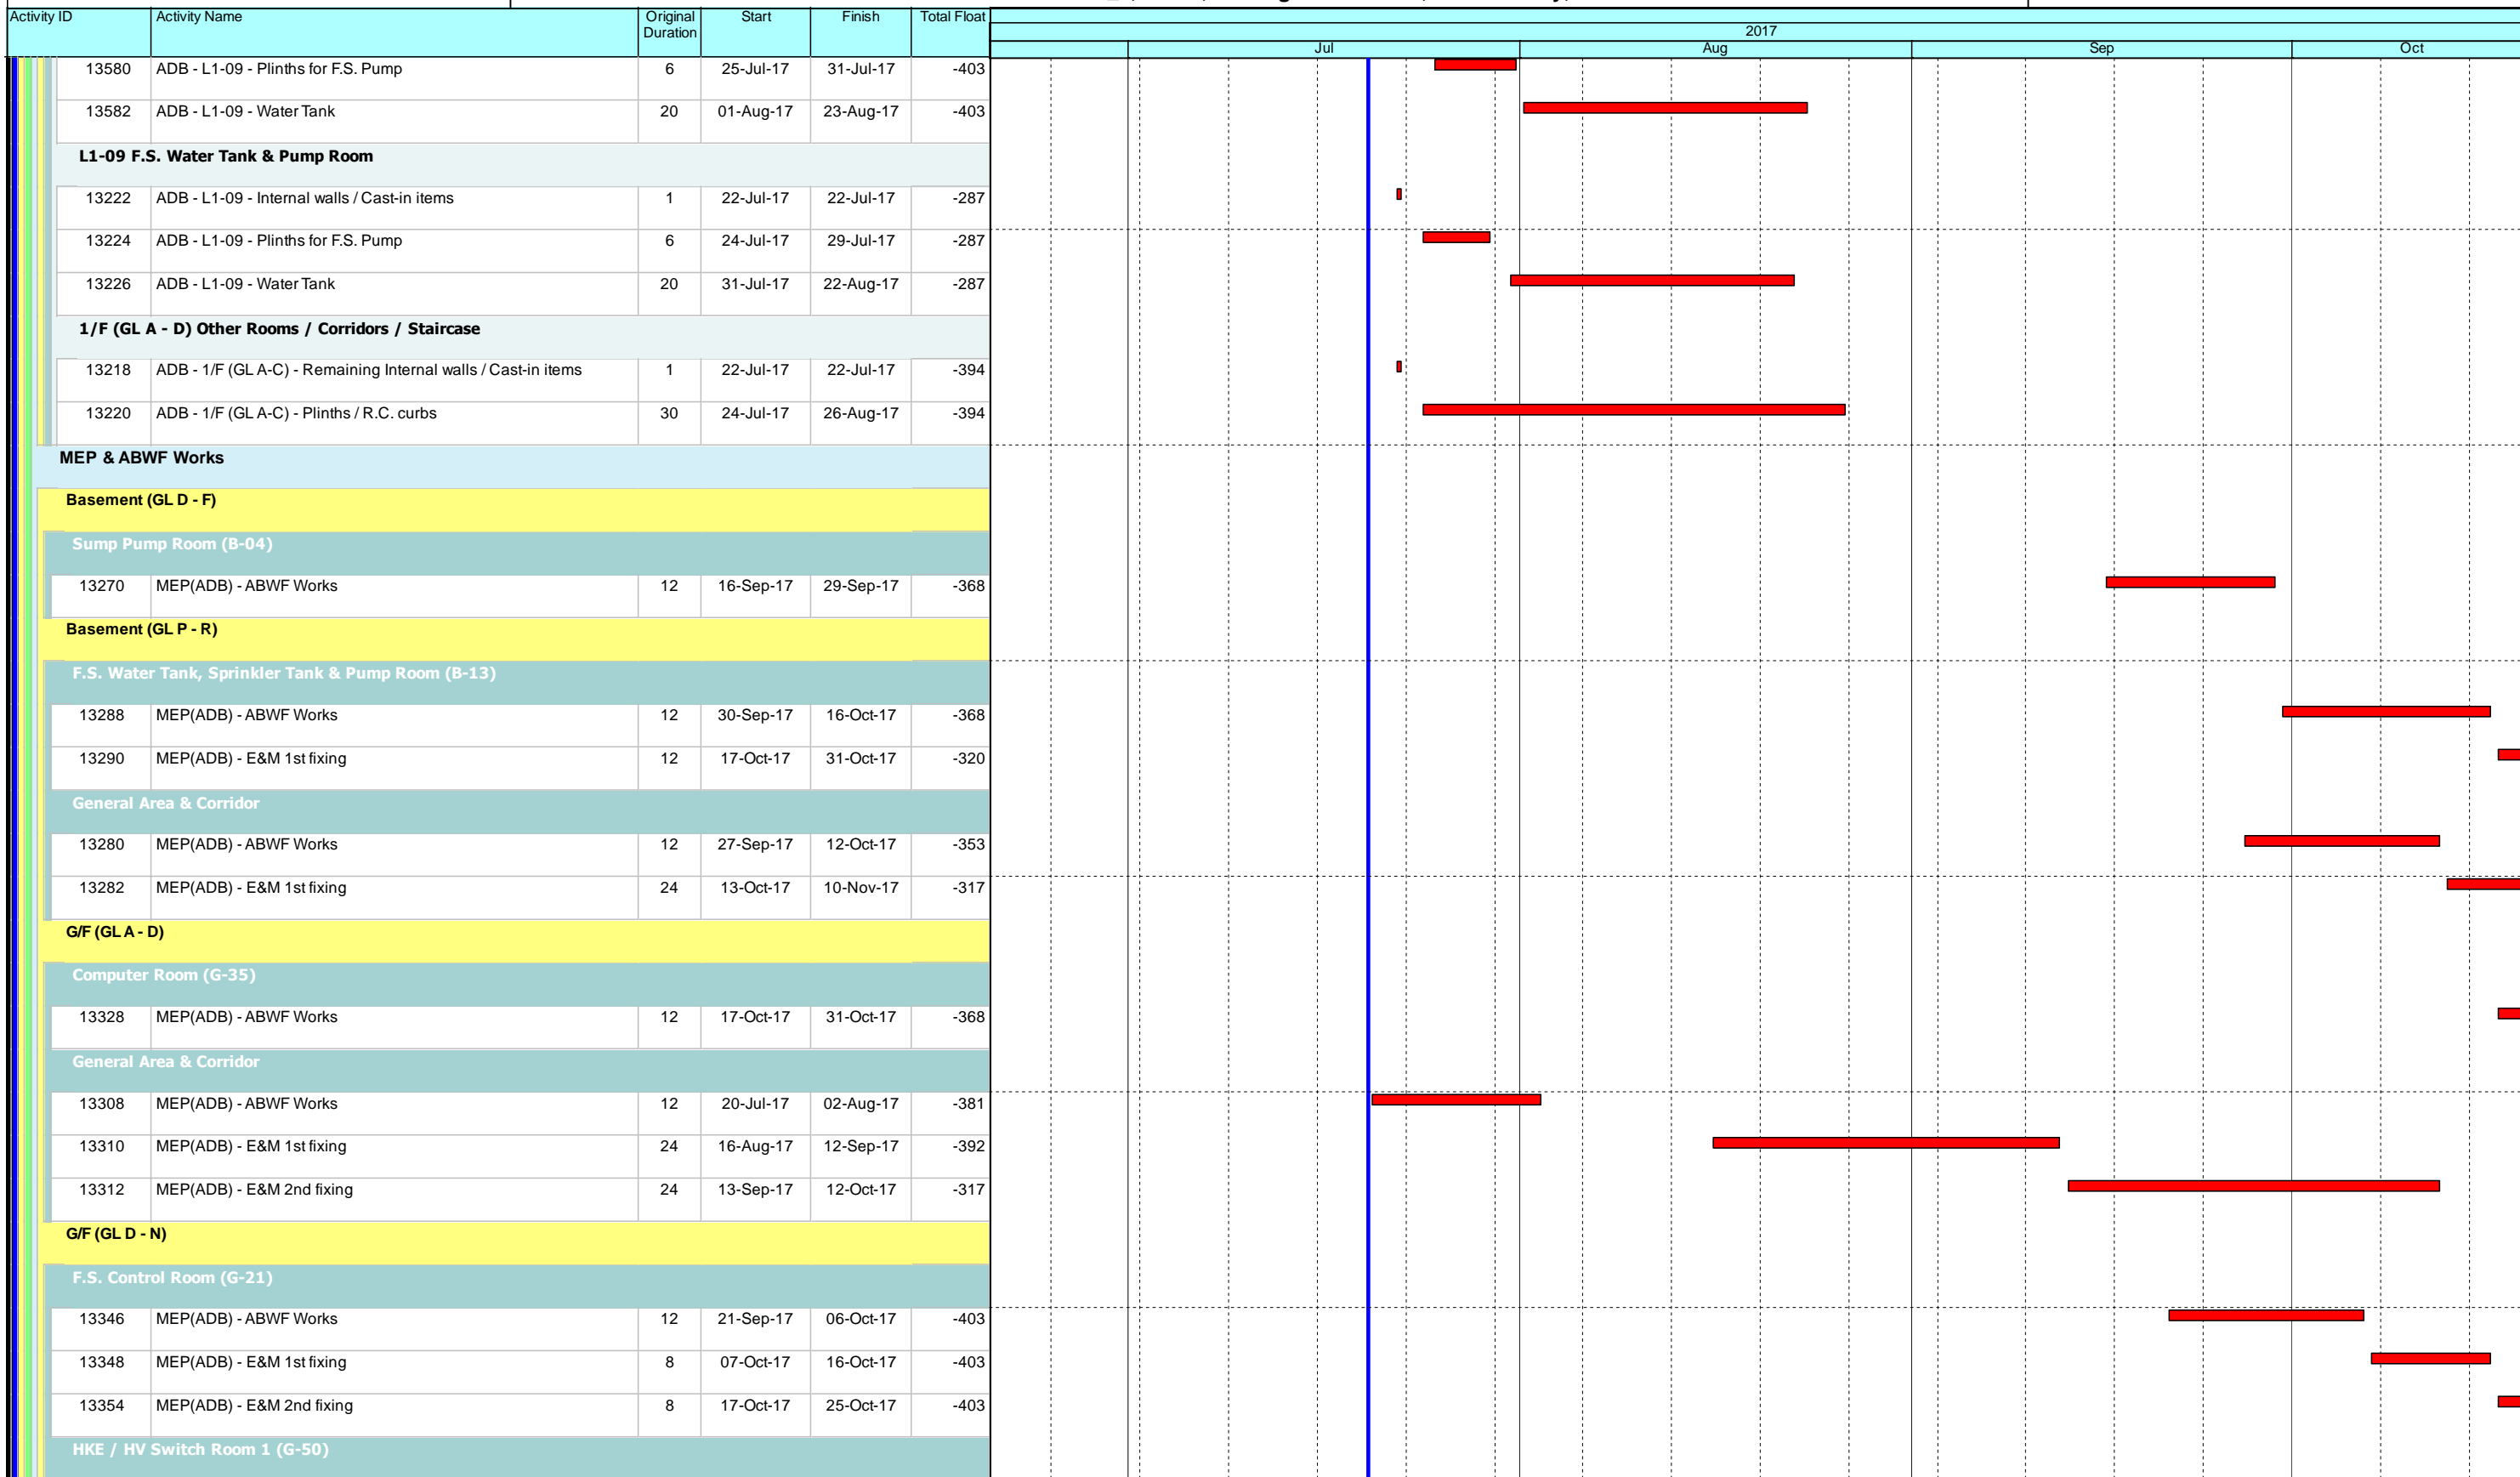 Activity ID Activity Name Original Duration Start Finish Total Float
2017
Jul Aug Sep Oct
13580 ADB - L1-09 - Plinths for F.S. Pump 6 25-Jul-17 31-Jul-17 -403
13582 ADB - L1-09 - Water Tank 20 01-Aug-17 23-Aug-17 -403
L1-09 F.S. Water Tank & Pump Room
13222 ADB - L1-09 - Internal walls / Cast-in items 1 22-Jul-17 22-Jul-17 -287
13224 ADB - L1-09 - Plinths for F.S. Pump 6 24-Jul-17 29-Jul-17 -287
13226 ADB - L1-09 - Water Tank 20 31-Jul-17 22-Aug-17 -287
1/F (GL A - D) Other Rooms / Corridors / Staircase
13218 ADB - 1/F (GL A-C) - Remaining Internal walls / Cast-in items 1 22-Jul-17 22-Jul-17 -394
13220 ADB - 1/F (GL A-C) - Plinths / R.C. curbs 30 24-Jul-17 26-Aug-17 -394
MEP & ABWF Works
Basement (GL D - F)
Sump Pump Room (B-04)
13270 MEP(ADB) - ABWF Works 12 16-Sep-17 29-Sep-17 -368
Basement (GL P - R)
F.S. Water Tank, Sprinkler Tank & Pump Room (B-13)
13288 MEP(ADB) - ABWF Works 12 30-Sep-17 16-Oct-17 -368
13290 MEP(ADB) - E&M 1st fixing 12 17-Oct-17 31-Oct-17 -320
General Area & Corridor
13280 MEP(ADB) - ABWF Works 12 27-Sep-17 12-Oct-17 -353
13282 MEP(ADB) - E&M 1st fixing 24 13-Oct-17 10-Nov-17 -317
G/F (GL A - D)
Computer Room (G-35)
13328 MEP(ADB) - ABWF Works 12 17-Oct-17 31-Oct-17 -368
General Area & Corridor
13308 MEP(ADB) - ABWF Works 12 20-Jul-17 02-Aug-17 -381
13310 MEP(ADB) - E&M 1st fixing 24 16-Aug-17 12-Sep-17 -392
13312 MEP(ADB) - E&M 2nd fixing 24 13-Sep-17 12-Oct-17 -317
G/F (GL D - N)
F.S. Control Room (G-21)
13346 MEP(ADB) - ABWF Works 12 21-Sep-17 06-Oct-17 -403
13348 MEP(ADB) - E&M 1st fixing 8 07-Oct-17 16-Oct-17 -403
13354 MEP(ADB) - E&M 2nd fixing 8 17-Oct-17 25-Oct-17 -403
HKE / HV Switch Room 1 (G-50)